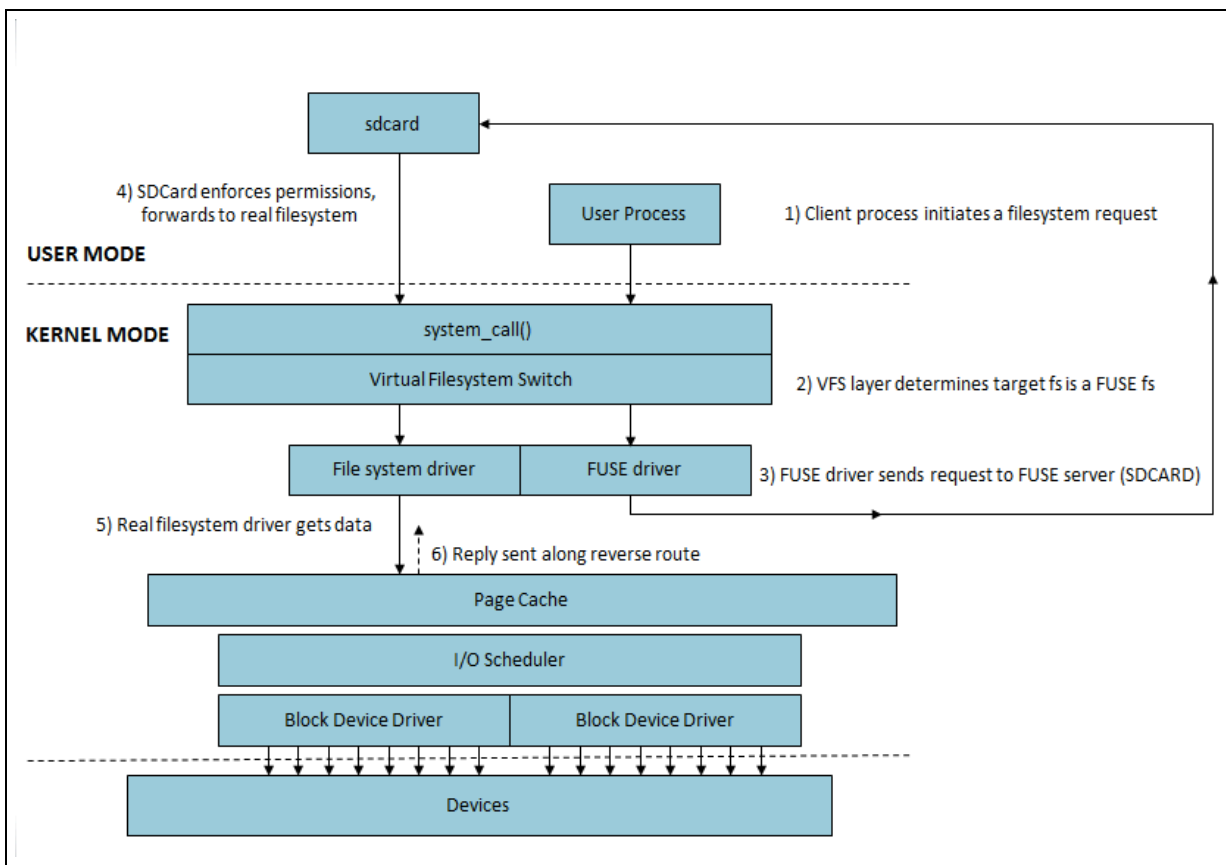 sdcard
4) SDCard enforces permissions,
forwards to real filesystem
User Process
1) Client process initiates a filesystem request
USER MODE
KERNEL MODE
system_call()
Virtual Filesystem Switch
2) VFS layer determines target fs is a FUSE fs
File system driver
FUSE driver
3) FUSE driver sends request to FUSE server (SDCARD)
5) Real filesystem driver gets data
6) Reply sent along reverse route
Page Cache
I/O Scheduler
Block Device Driver
Block Device Driver
Devices